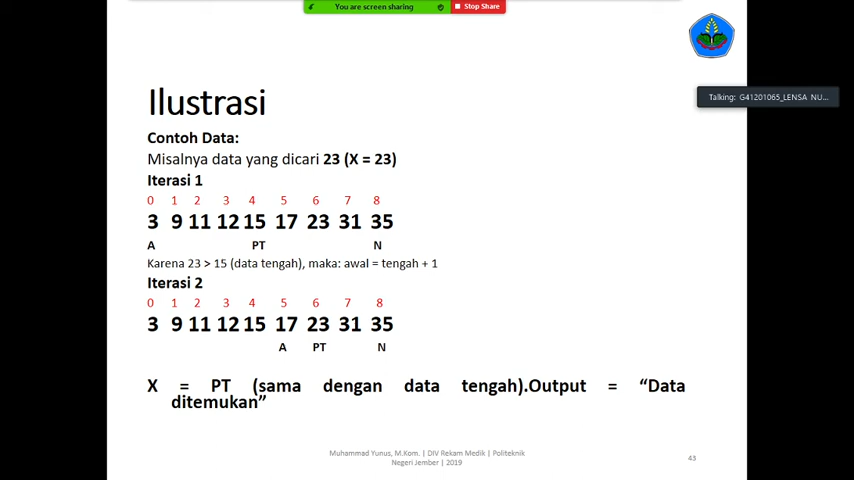 You are screen sharing
Stop Share
Talking: G41201065_LENSA NU...
Ilustrasi
Contoh Data:
Misalnya data yang dicari 23 (X = 23)
Iterasi 1
0 1 2 3 4 5 6 7 8
3 9 11 12 15 17 23 31 35
A PT N
Karena 23 > 15 (data tengah), maka: awal = tengah + 1
Iterasi 2
0 1 2 3 4 5 6 7 8
3 9 11 12 15 17 23 31 35
A PT N
X = PT (sama dengan data tengah).Output = “Data
ditemukan”
Muhammad Yunus, M.Kom. | DIV Rekam Medik | Politeknik
Negeri Jember | 2019
43